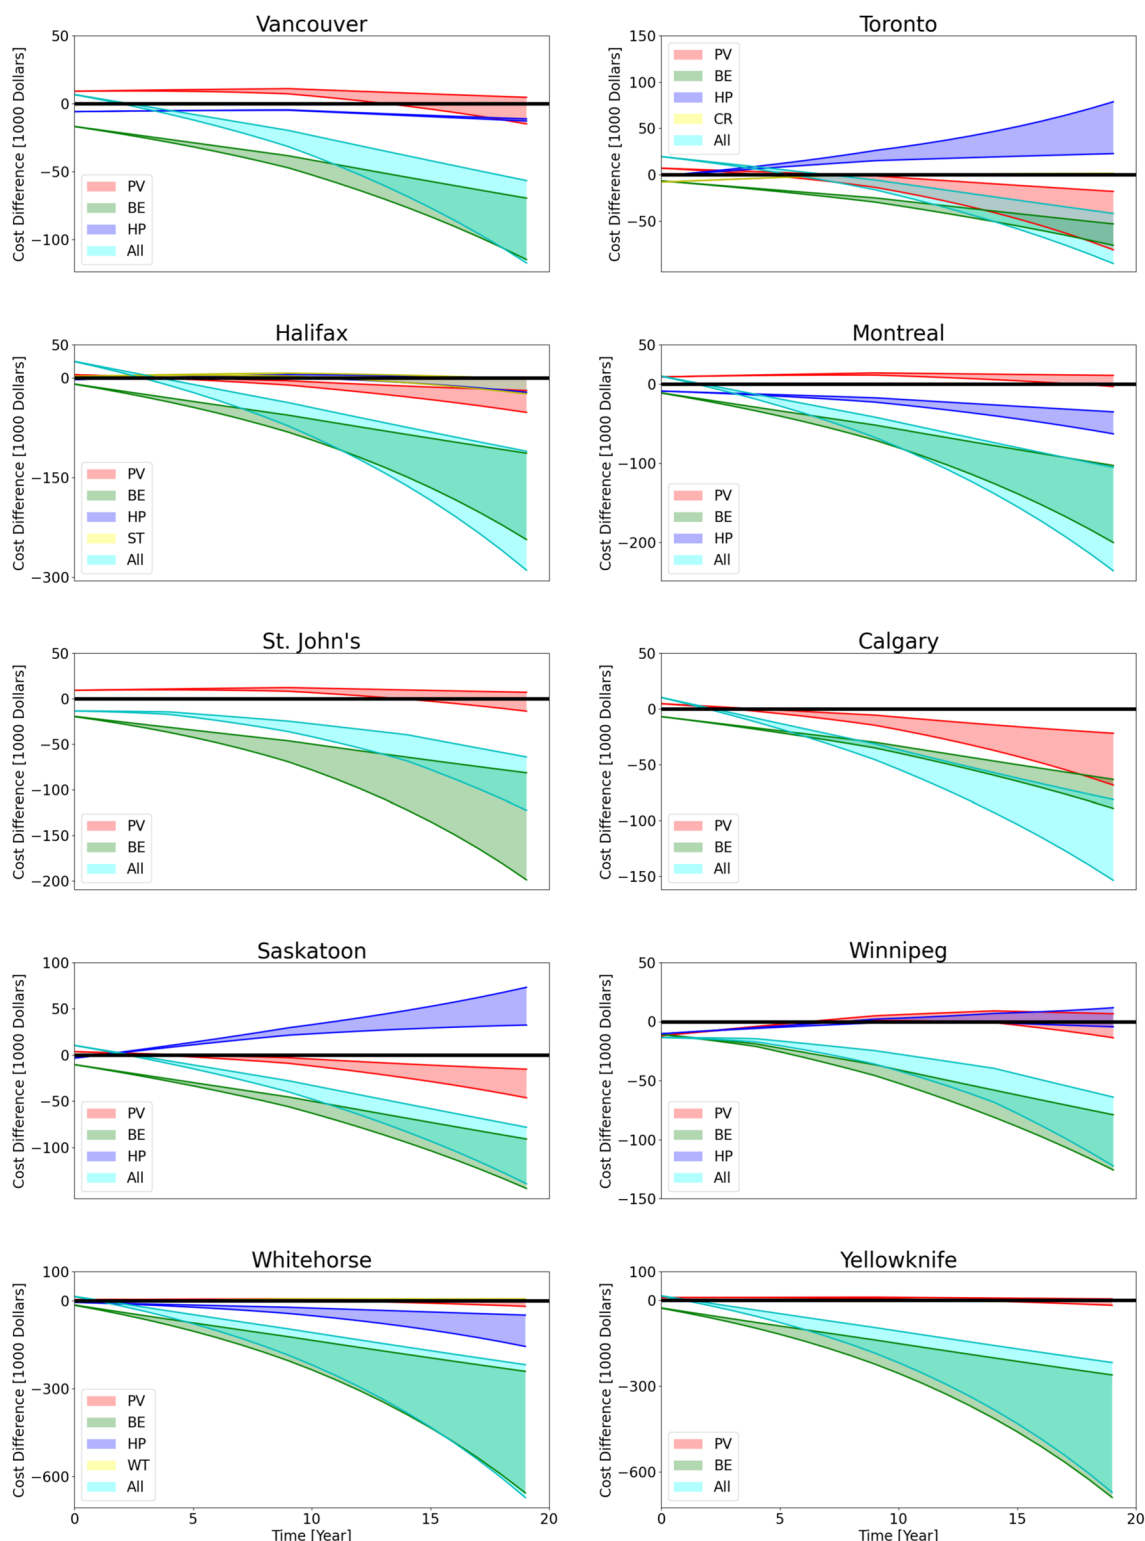 Vancouver
Cost Difference [1000 Dollars]
50
0
−50
−100
PV
BE
HP
All
Toronto
Cost Difference [1000 Dollars]
150
100
50
0
−50
PV
BE
HP
CR
All
Halifax
Cost Difference [1000 Dollars]
50
0
−150
−300
PV
BE
HP
ST
All
Montreal
Cost Difference [1000 Dollars]
50
0
−100
−200
PV
BE
HP
All
St. John's
Cost Difference [1000 Dollars]
50
0
−50
−100
−150
−200
PV
BE
All
Calgary
Cost Difference [1000 Dollars]
50
0
−50
−100
−150
PV
BE
All
Saskatoon
Cost Difference [1000 Dollars]
100
50
0
−50
−100
PV
BE
HP
All
Winnipeg
Cost Difference [1000 Dollars]
50
0
−50
−100
−150
PV
BE
HP
All
Whitehorse
Cost Difference [1000 Dollars]
100
0
−300
−600
PV
BE
HP
WT
All
0 5 10 15 20
Time [Year]
Yellowknife
Cost Difference [1000 Dollars]
100
0
−300
−600
PV
BE
All
0 5 10 15 20
Time [Year]